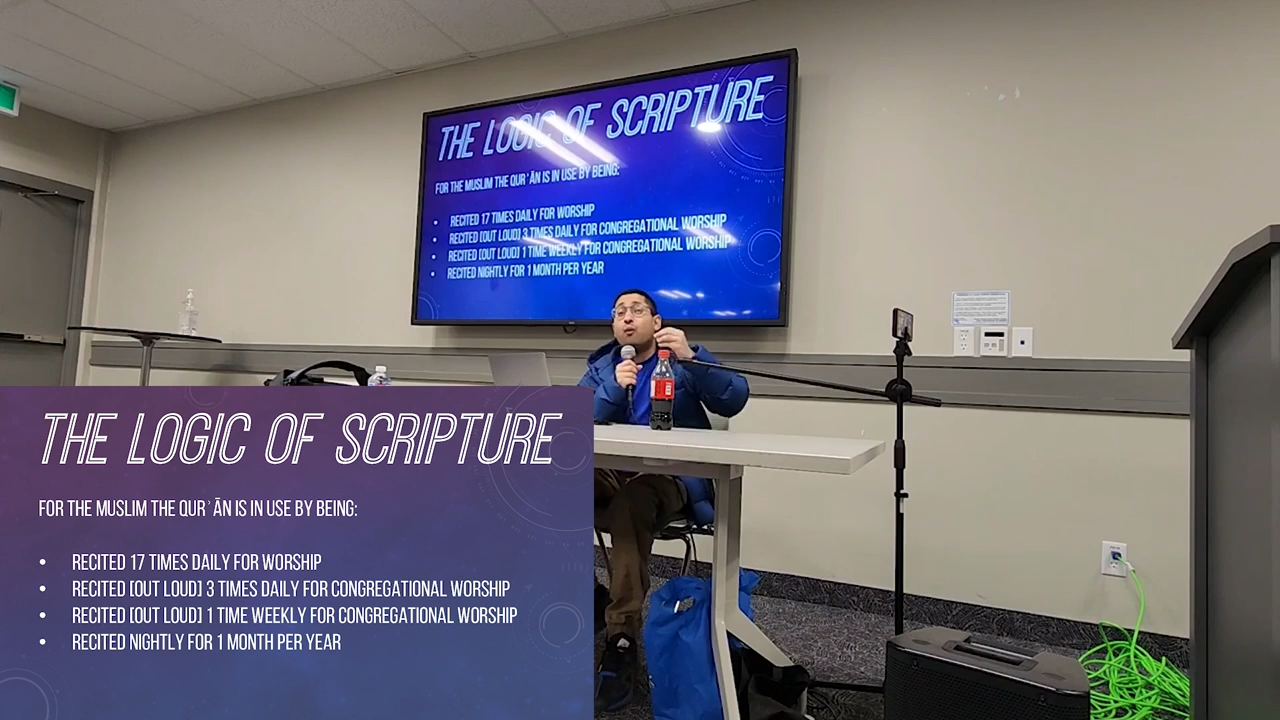 THE LOGIC OF SCRIPTURE
FOR THE MUSLIM THE QURʾĀN IS IN USE BY BEING:
• RECITED 17 TIMES DAILY FOR WORSHIP
• RECITED [OUT LOUD] 3 TIMES DAILY FOR CONGREGATIONAL WORSHIP
• RECITED [OUT LOUD] 1 TIME WEEKLY FOR CONGREGATIONAL WORSHIP
• RECITED NIGHTLY FOR 1 MONTH PER YEAR
THE LOGIC OF SCRIPTURE
FOR THE MUSLIM THE QURʾĀN IS IN USE BY BEING:
• RECITED 17 TIMES DAILY FOR WORSHIP
• RECITED [OUT LOUD] 3 TIMES DAILY FOR CONGREGATIONAL WORSHIP
• RECITED [OUT LOUD] 1 TIME WEEKLY FOR CONGREGATIONAL WORSHIP
• RECITED NIGHTLY FOR 1 MONTH PER YEAR